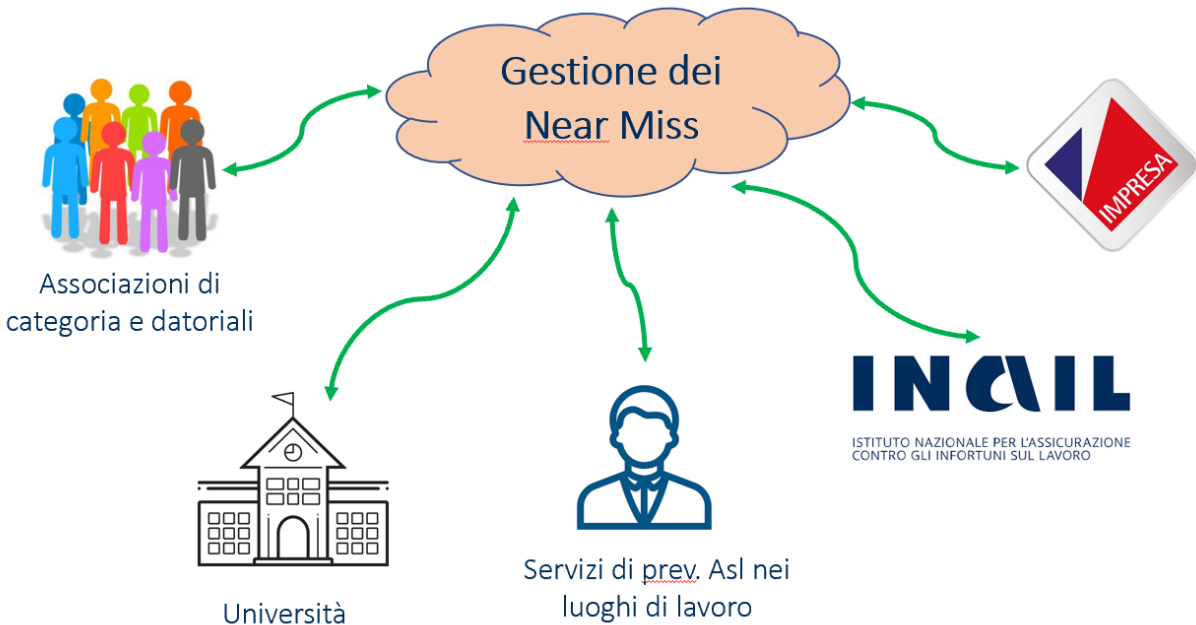 Gestione dei
Near Miss
IMPRESA
Associazioni di
categoria e datoriali
INAIL
ISTITUTO NAZIONALE PER L'ASSICURAZIONE
CONTRO GLI INFORTUNI SUL LAVORO
Servizi di prev. Asl nei
luoghi di lavoro
Università